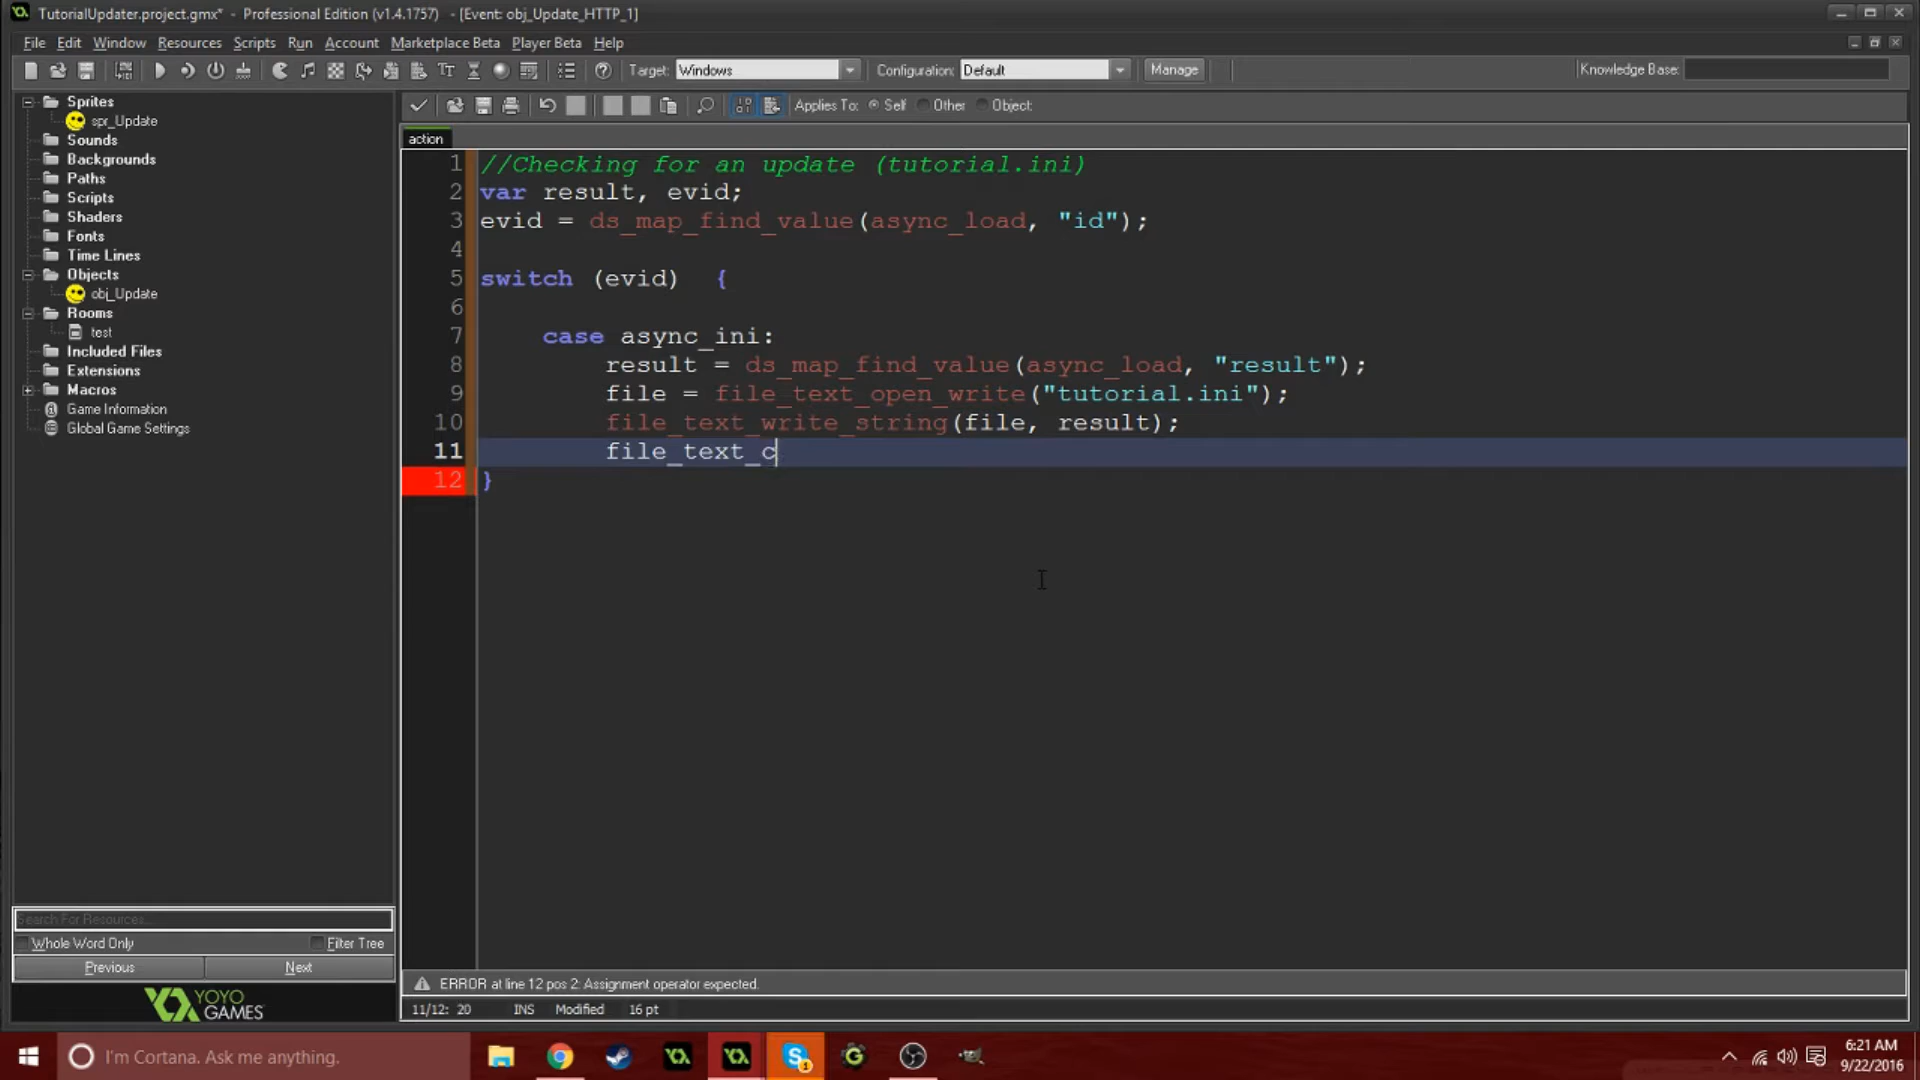 TutorialUpdater.project.gmx* - Professional Edition (v1.4.1757) - [Event: obj_Update_HTTP_1]
File Edit Window Resources Scripts Run Account Marketplace Beta Player Beta Help
Target: Windows Configuration: Default Manage Knowledge Base:
Sprites
spr_Update
Sounds
Backgrounds
Paths
Scripts
Shaders
Fonts
Time Lines
Objects
obj_Update
Rooms
test
Included Files
Extensions
Macros
Game Information
Global Game Settings
Search For Resources...
Whole Word Only Filter Tree
Previous Next
YOYO
GAMES
Applies To: Self Other Object:
action
1 //Checking for an update (tutorial.ini)
2 var result, evid;
3 evid = ds_map_find_value(async_load, "id");
4
5 switch (evid) {
6
7 case async_ini:
8 result = ds_map_find_value(async_load, "result");
9 file = file_text_open_write("tutorial.ini");
10 file_text_write_string(file, result);
11 file_text_c
12 }
ERROR at line 12 pos 2: Assignment operator expected.
11/12: 20 INS Modified 16 pt
I'm Cortana. Ask me anything.
1
6:21 AM
9/22/2016